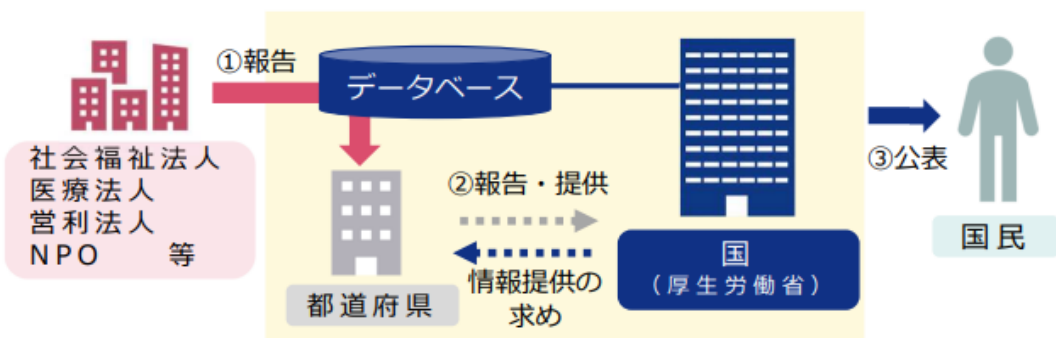 ①報告
データベース
社会福祉法人
医療法人
営利法人
NPO 等
②報告・提供
情報提供の
求め
都道府県
国
（厚生労働省）
③公表
国民